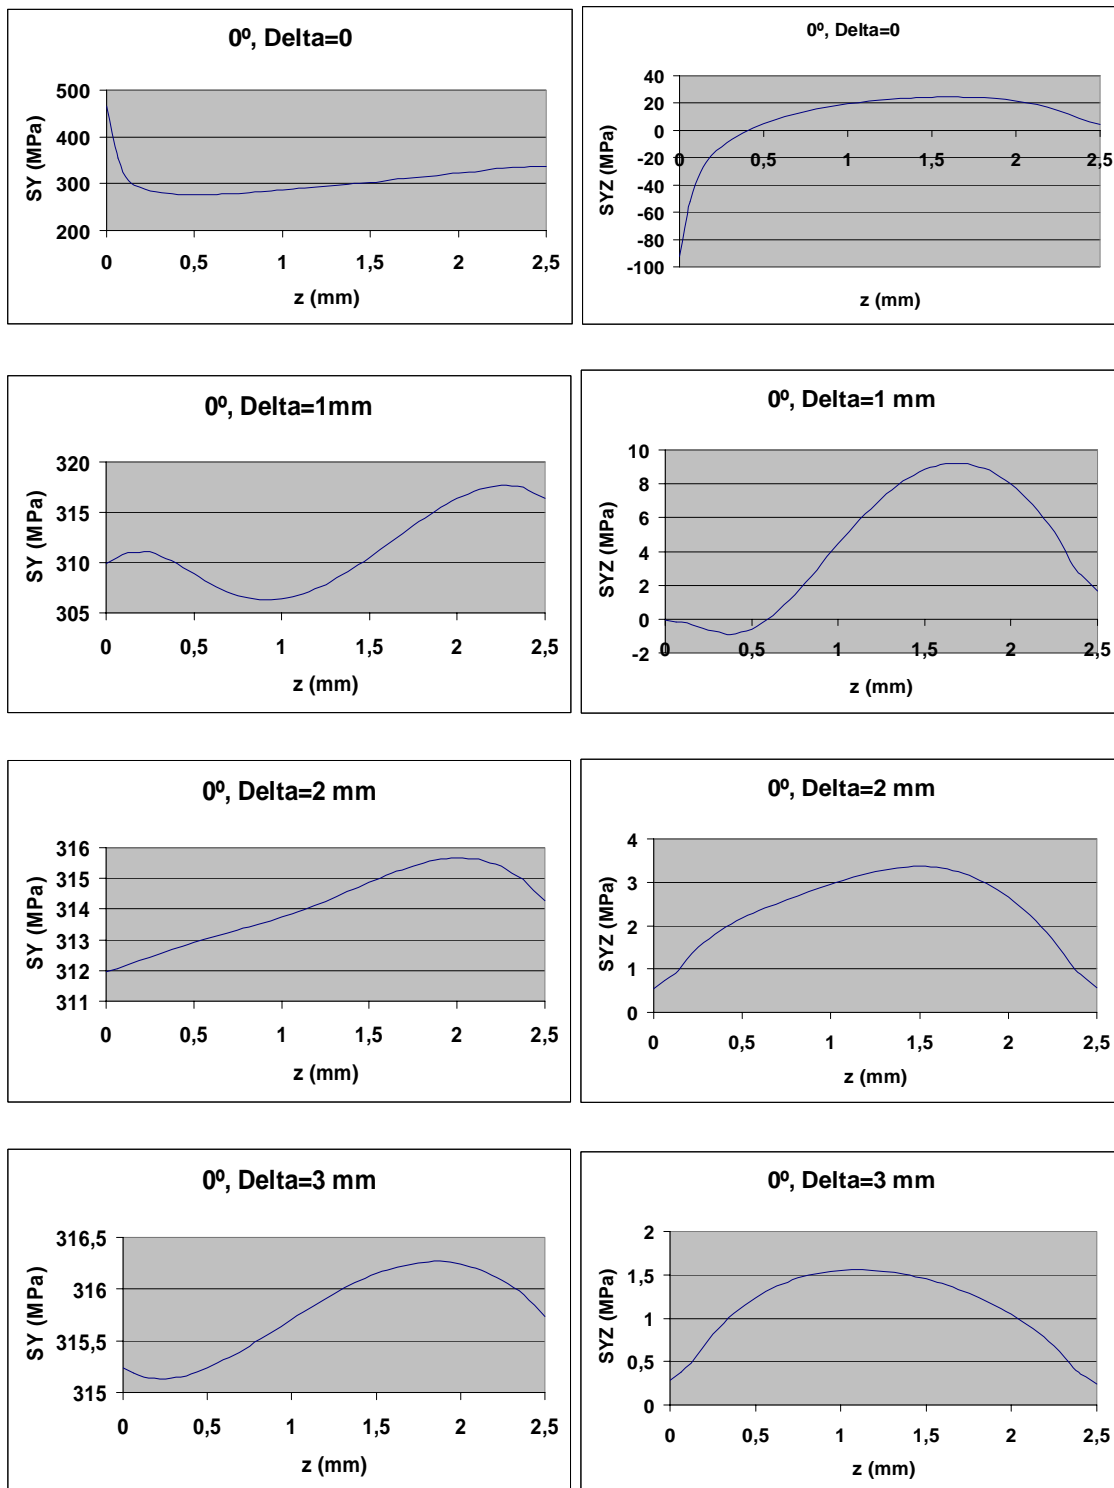 0º, Delta=0
500
400
300
200
SY (MPa)
0 0,5 1 1,5 2 2,5
z (mm)
0º, Delta=0
40
20
0
-20
-40
-60
-80
-100
SYZ (MPa)
0 0,5 1 1,5 2 2,5
z (mm)
0º, Delta=1mm
320
315
310
305
SY (MPa)
0 0,5 1 1,5 2 2,5
z (mm)
0º, Delta=1 mm
10
8
6
4
2
0
-2
SYZ (MPa)
0 0,5 1 1,5 2 2,5
z (mm)
0º, Delta=2 mm
316
315
314
313
312
311
SY (MPa)
0 0,5 1 1,5 2 2,5
z (mm)
0º, Delta=2 mm
4
3
2
1
0
SYZ (MPa)
0 0,5 1 1,5 2 2,5
z (mm)
0º, Delta=3 mm
316,5
316
315,5
315
SY (MPa)
0 0,5 1 1,5 2 2,5
z (mm)
0º, Delta=3 mm
2
1,5
1
0,5
0
SYZ (MPa)
0 0,5 1 1,5 2 2,5
z (mm)